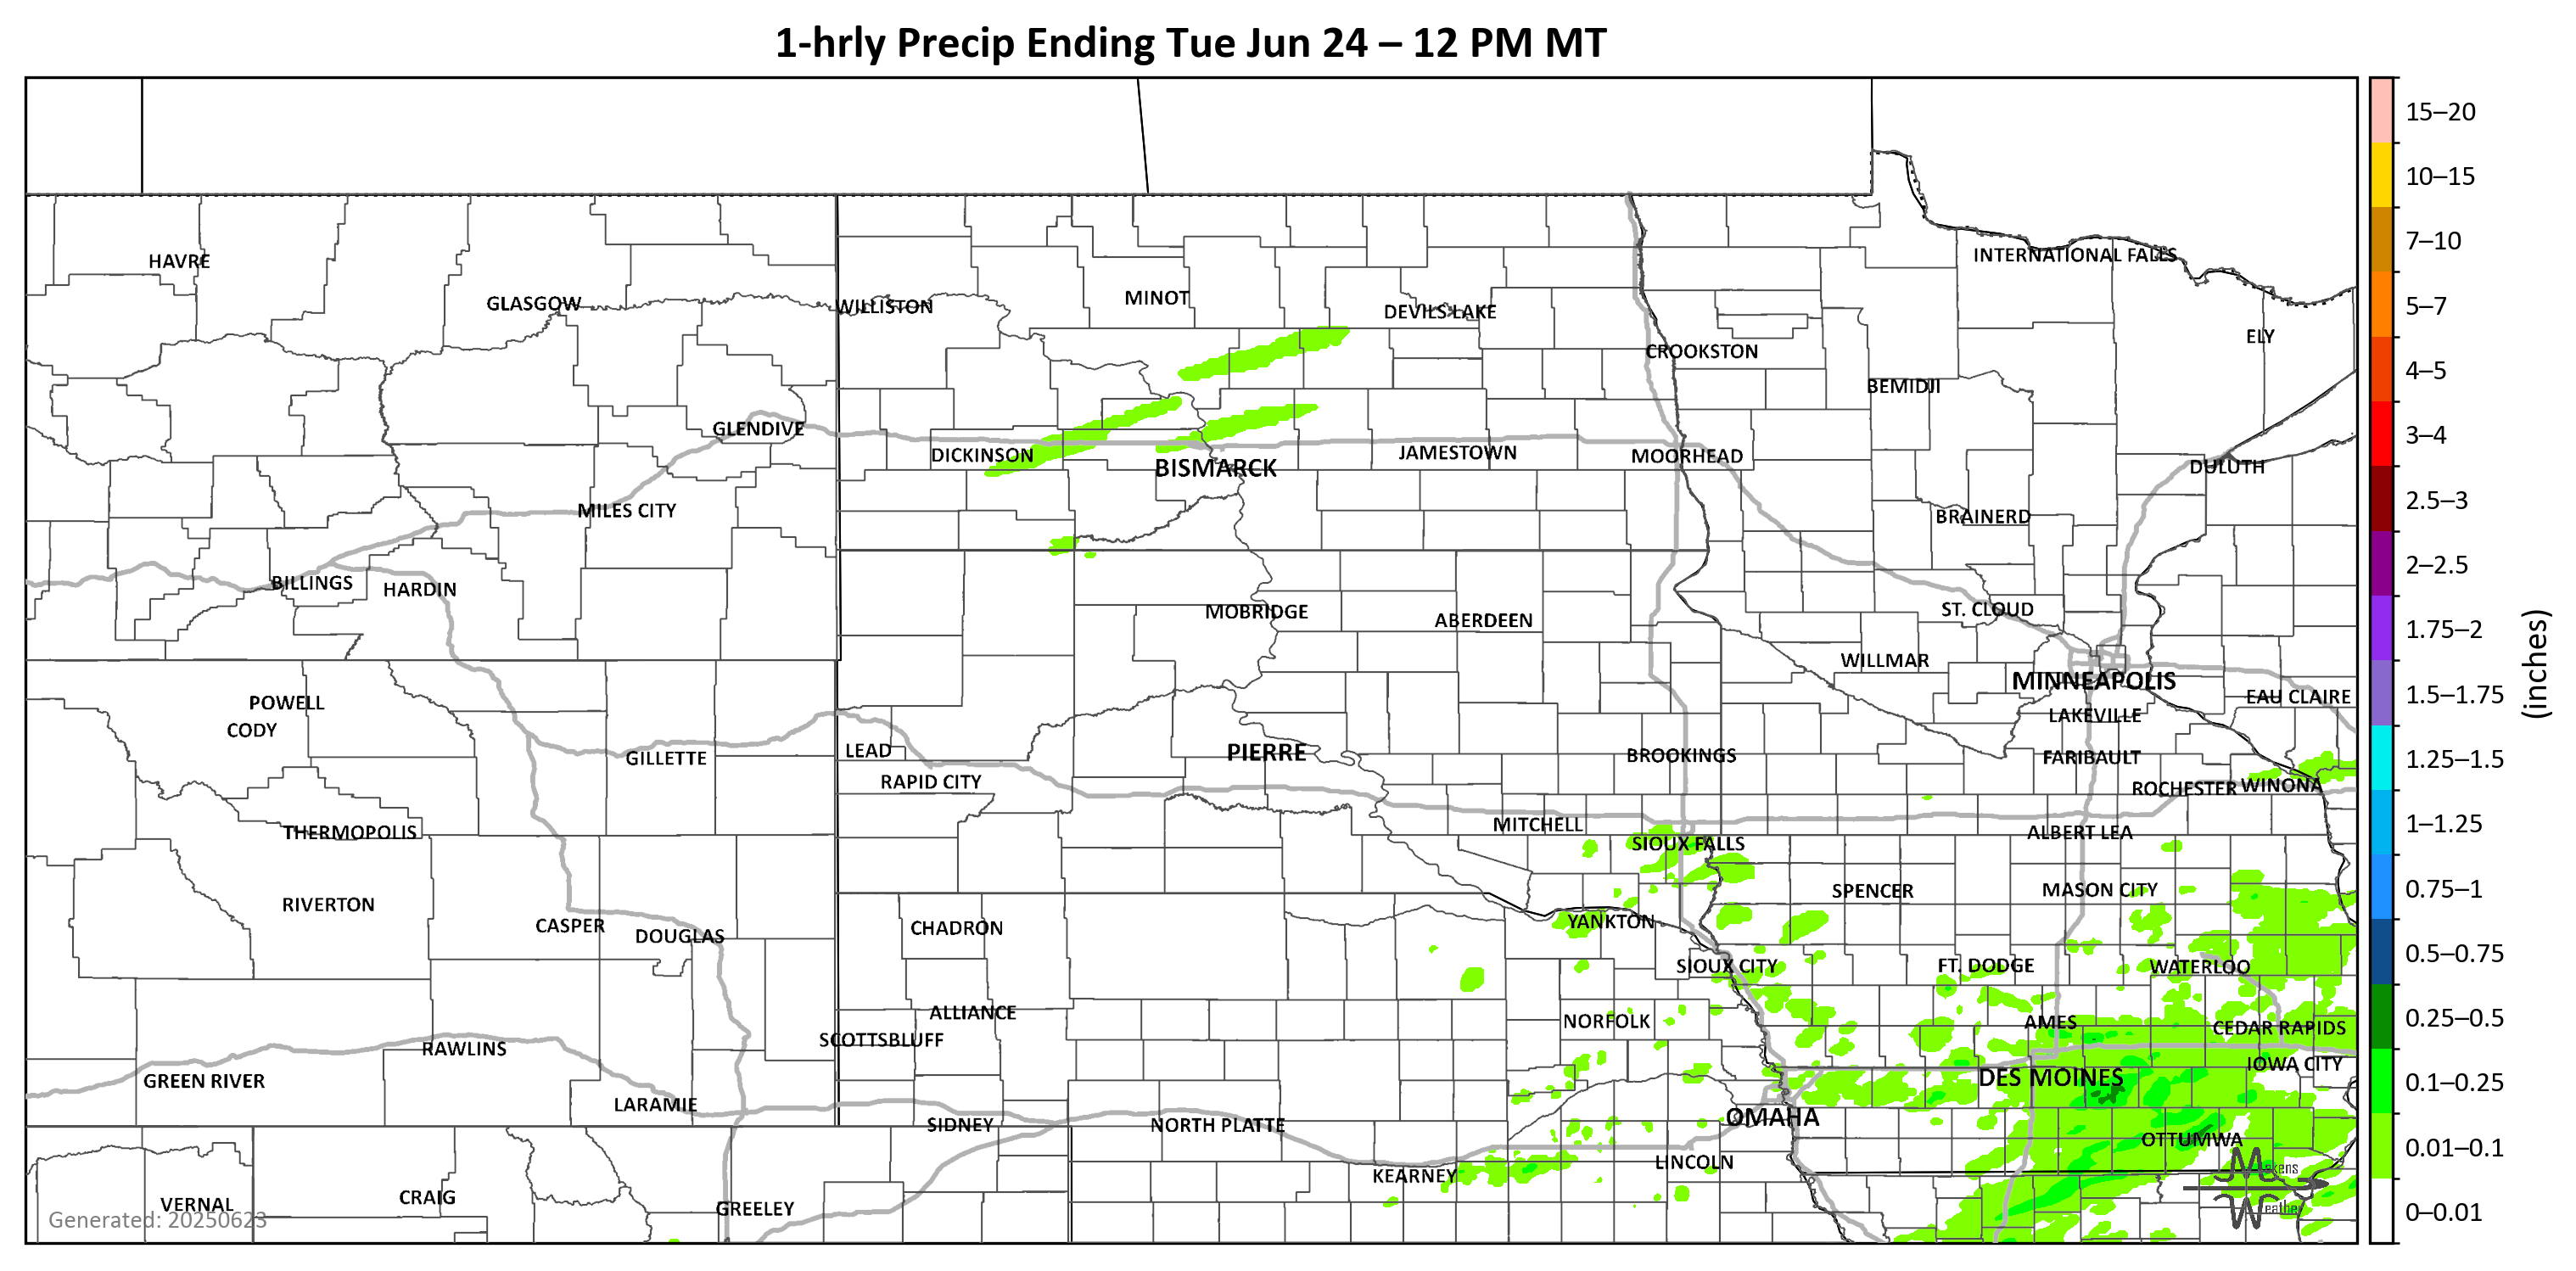 1-hrly Precip Ending Tue Jun 24 – 12 PM MT
15–20
10–15
7–10
5–7
4–5
3–4
2.5–3
2–2.5
1.75–2
1.5–1.75
1.25–1.5
1–1.25
0.75–1
0.5–0.75
0.25–0.5
0.1–0.25
0.01–0.1
0–0.01
(inches)
HAVRE
GLASGOW
WILLISTON
MINOT
DEVILS LAKE
INTERNATIONAL FALLS
ELY
CROOKSTON
BEMIDJI
GLENDIVE
DICKINSON
BISMARCK
JAMESTOWN
MOORHEAD
DULUTH
MILES CITY
BRAINERD
BILLINGS
HARDIN
MOBRIDGE
ABERDEEN
ST. CLOUD
WILLMAR
MINNEAPOLIS
EAU CLAIRE
POWELL
CODY
LAKEVILLE
GILLETTE
LEAD
PIERRE
BROOKINGS
FARIBAULT
RAPID CITY
ROCHESTER
WINONA
THERMOPOLIS
MITCHELL
ALBERT LEA
SIOUX FALLS
RIVERTON
SPENCER
MASON CITY
CASPER
DOUGLAS
CHADRON
YANKTON
SIOUX CITY
FT. DODGE
WATERLOO
ALLIANCE
NORFOLK
AMES
CEDAR RAPIDS
SCOTTSBLUFF
RAWLINS
IOWA CITY
GREEN RIVER
DES MOINES
LARAMIE
OMAHA
SIDNEY
NORTH PLATTE
OTTUMWA
LINCOLN
KEARNEY
VERNAL
CRAIG
GREELEY
Generated: 20250623